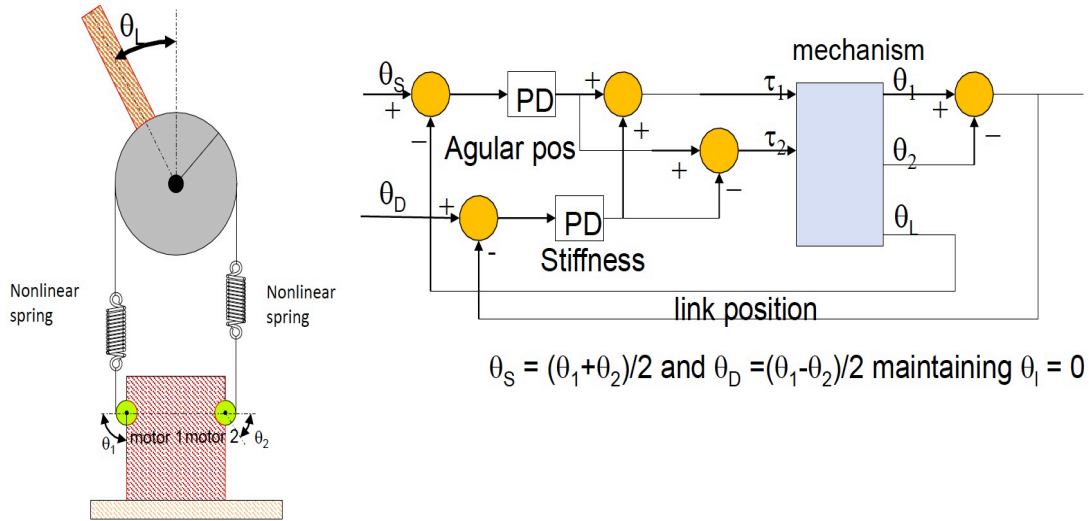 θL
Nonlinear
spring
Nonlinear
spring
θ1
motor 1
motor 2
θ2
mechanism
θS
+
−
PD
+
+
τ1
θ1
+
−
Agular pos
+
−
τ2
θ2
θD
+
-
PD
Stiffness
θL
link position
θS = (θ1+θ2)/2 and θD =(θ1-θ2)/2 maintaining θl = 0